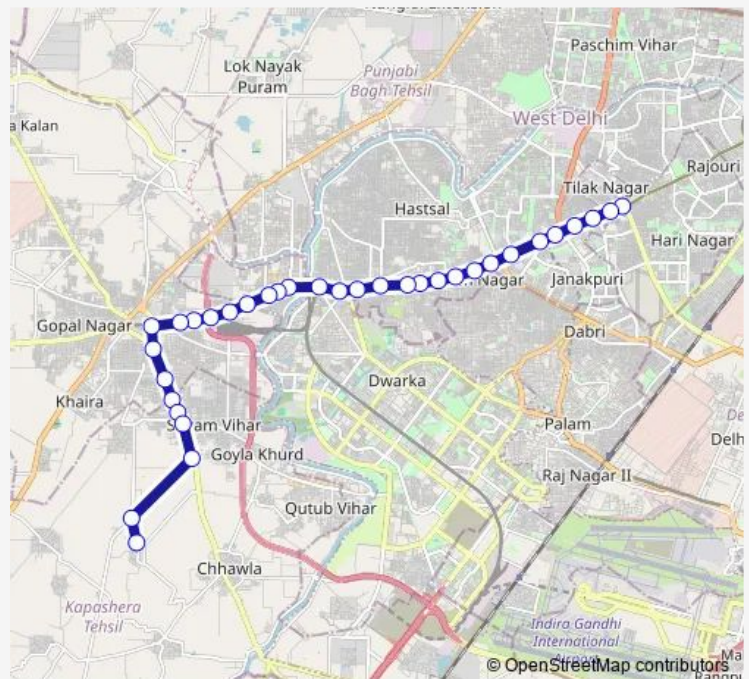 Paschim Vihar
Lok Nayak
Puram
Punjabi
Bagh Tehsil
a Kalan
West Delhi
Rajouri
Tilak Nagar
Hastsal
Hari Nagar
Nagar
Janakpuri
Gopal Nagar
Dabri
Dwarka
Khaira
Palam
Vihar
Goyla Khurd
Raj Nagar II
Qutub Vihar
Chhawla
Kapashera
Tehsil
Indira Gandhi
International
© OpenStreetMap contributors